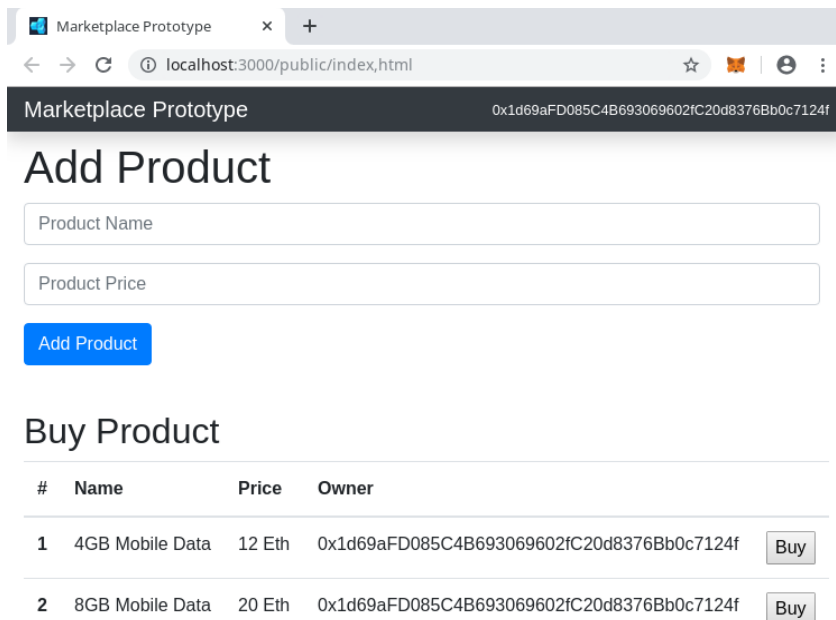 Marketplace Prototype
localhost:3000/public/index,html
Marketplace Prototype 0x1d69aFD085C4B693069602fC20d8376Bb0c7124f
Add Product
Product Name
Product Price
Add Product
Buy Product
# Name Price Owner
1 4GB Mobile Data 12 Eth 0x1d69aFD085C4B693069602fC20d8376Bb0c7124f Buy
2 8GB Mobile Data 20 Eth 0x1d69aFD085C4B693069602fC20d8376Bb0c7124f Buy